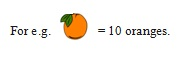 For e.g. = 10 oranges.